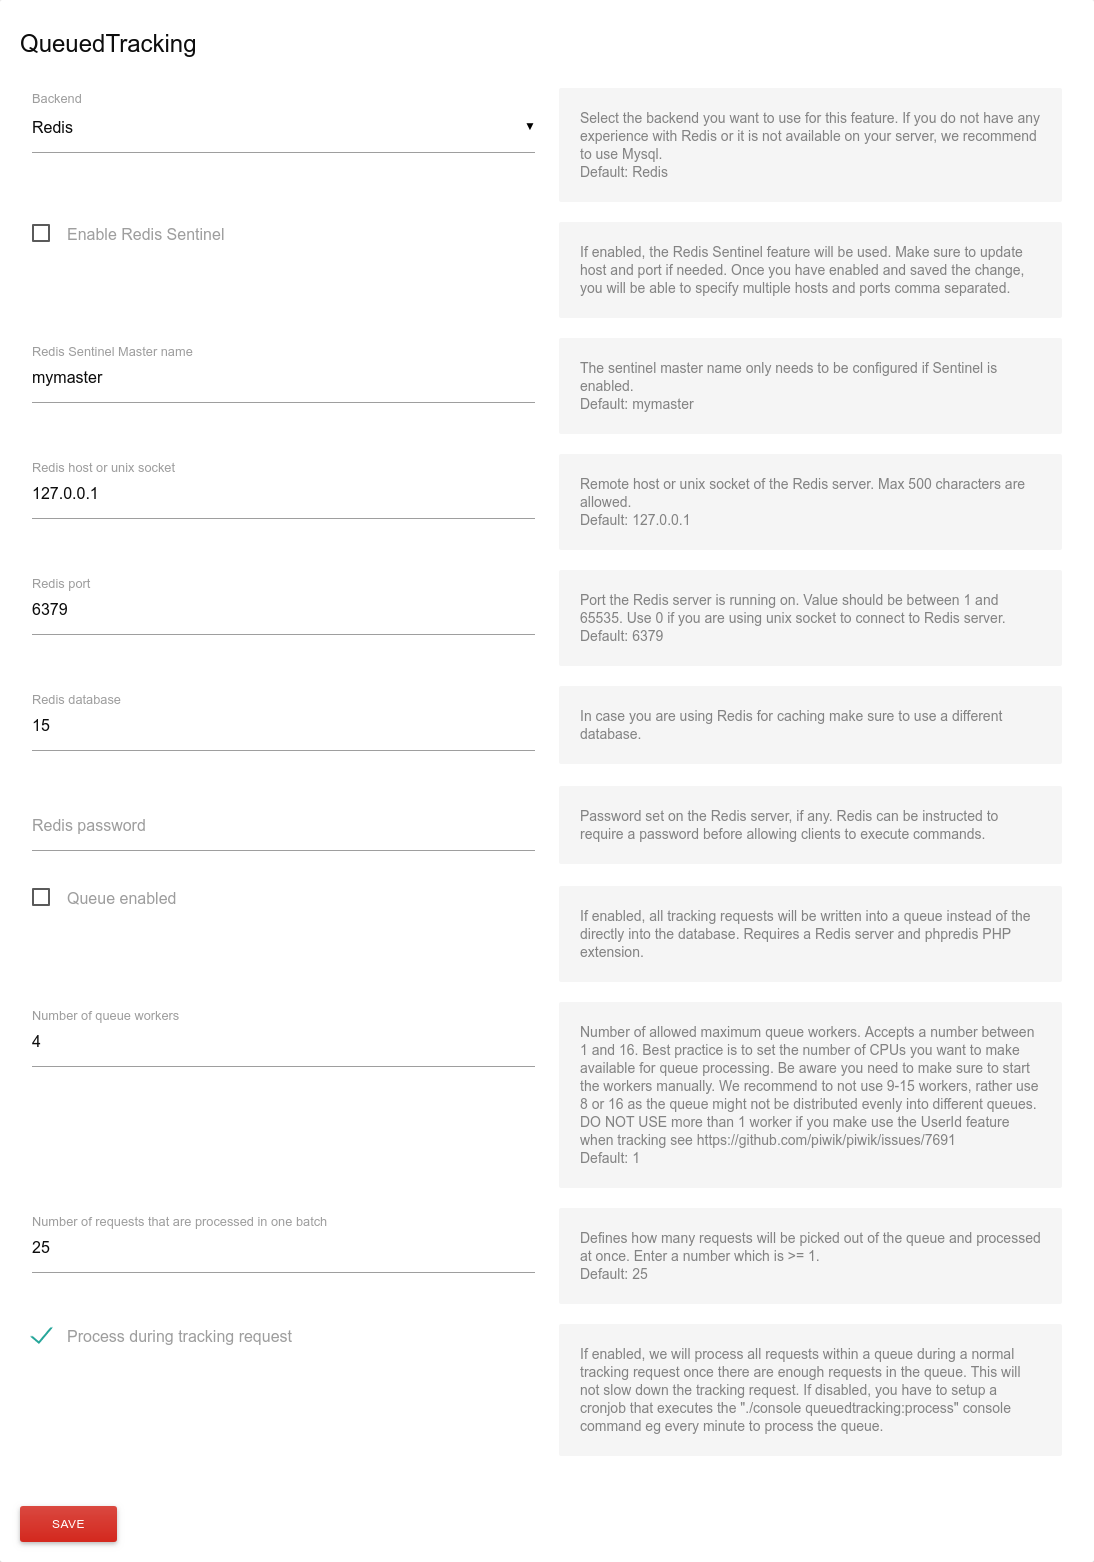 QueuedTracking
Backend
Redis
Select the backend you want to use for this feature. If you do not have any
experience with Redis or it is not available on your server, we recommend
to use Mysql.
Default: Redis
Enable Redis Sentinel
If enabled, the Redis Sentinel feature will be used. Make sure to update
host and port if needed. Once you have enabled and saved the change,
you will be able to specify multiple hosts and ports comma separated.
Redis Sentinel Master name
mymaster
The sentinel master name only needs to be configured if Sentinel is
enabled.
Default: mymaster
Redis host or unix socket
127.0.0.1
Remote host or unix socket of the Redis server. Max 500 characters are
allowed.
Default: 127.0.0.1
Redis port
6379
Port the Redis server is running on. Value should be between 1 and
65535. Use 0 if you are using unix socket to connect to Redis server.
Default: 6379
Redis database
15
In case you are using Redis for caching make sure to use a different
database.
Redis password
Password set on the Redis server, if any. Redis can be instructed to
require a password before allowing clients to execute commands.
Queue enabled
If enabled, all tracking requests will be written into a queue instead of the
directly into the database. Requires a Redis server and phpredis PHP
extension.
Number of queue workers
4
Number of allowed maximum queue workers. Accepts a number between
1 and 16. Best practice is to set the number of CPUs you want to make
available for queue processing. Be aware you need to make sure to start
the workers manually. We recommend to not use 9-15 workers, rather use
8 or 16 as the queue might not be distributed evenly into different queues.
DO NOT USE more than 1 worker if you make use the UserId feature
when tracking see https://github.com/piwik/piwik/issues/7691
Default: 1
Number of requests that are processed in one batch
25
Defines how many requests will be picked out of the queue and processed
at once. Enter a number which is >= 1.
Default: 25
Process during tracking request
If enabled, we will process all requests within a queue during a normal
tracking request once there are enough requests in the queue. This will
not slow down the tracking request. If disabled, you have to setup a
cronjob that executes the "./console queuedtracking:process" console
command eg every minute to process the queue.
SAVE